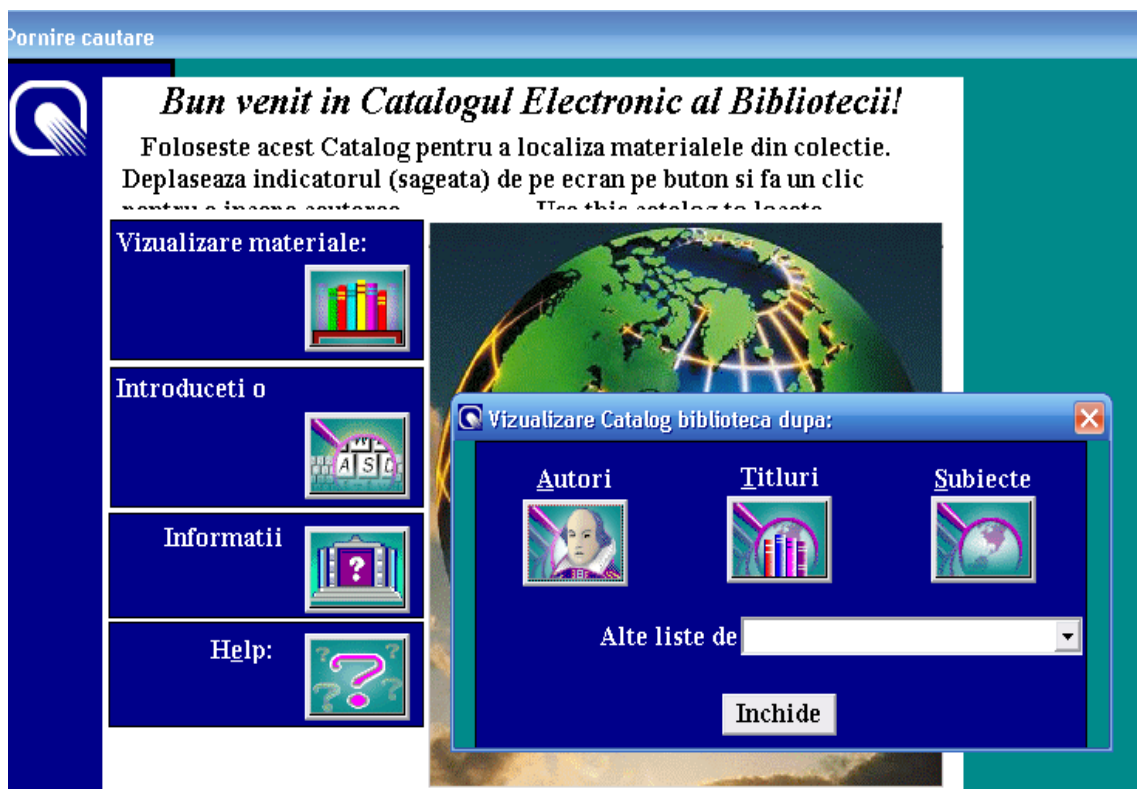 Pornire cautare
Bun venit in Catalogul Electronic al Bibliotecii!
Foloseste acest Catalog pentru a localiza materialele din colectie.
Deplaseaza indicatorul (sageata) de pe ecran pe buton si fa un clic
Vizualizare materiale:
Introduceti o
A S
Informatii
?
Help:
? ? ? ?
Vizualizare Catalog biblioteca dupa:
Autori
Titluri
Subiecte
Alte liste de
Inchide